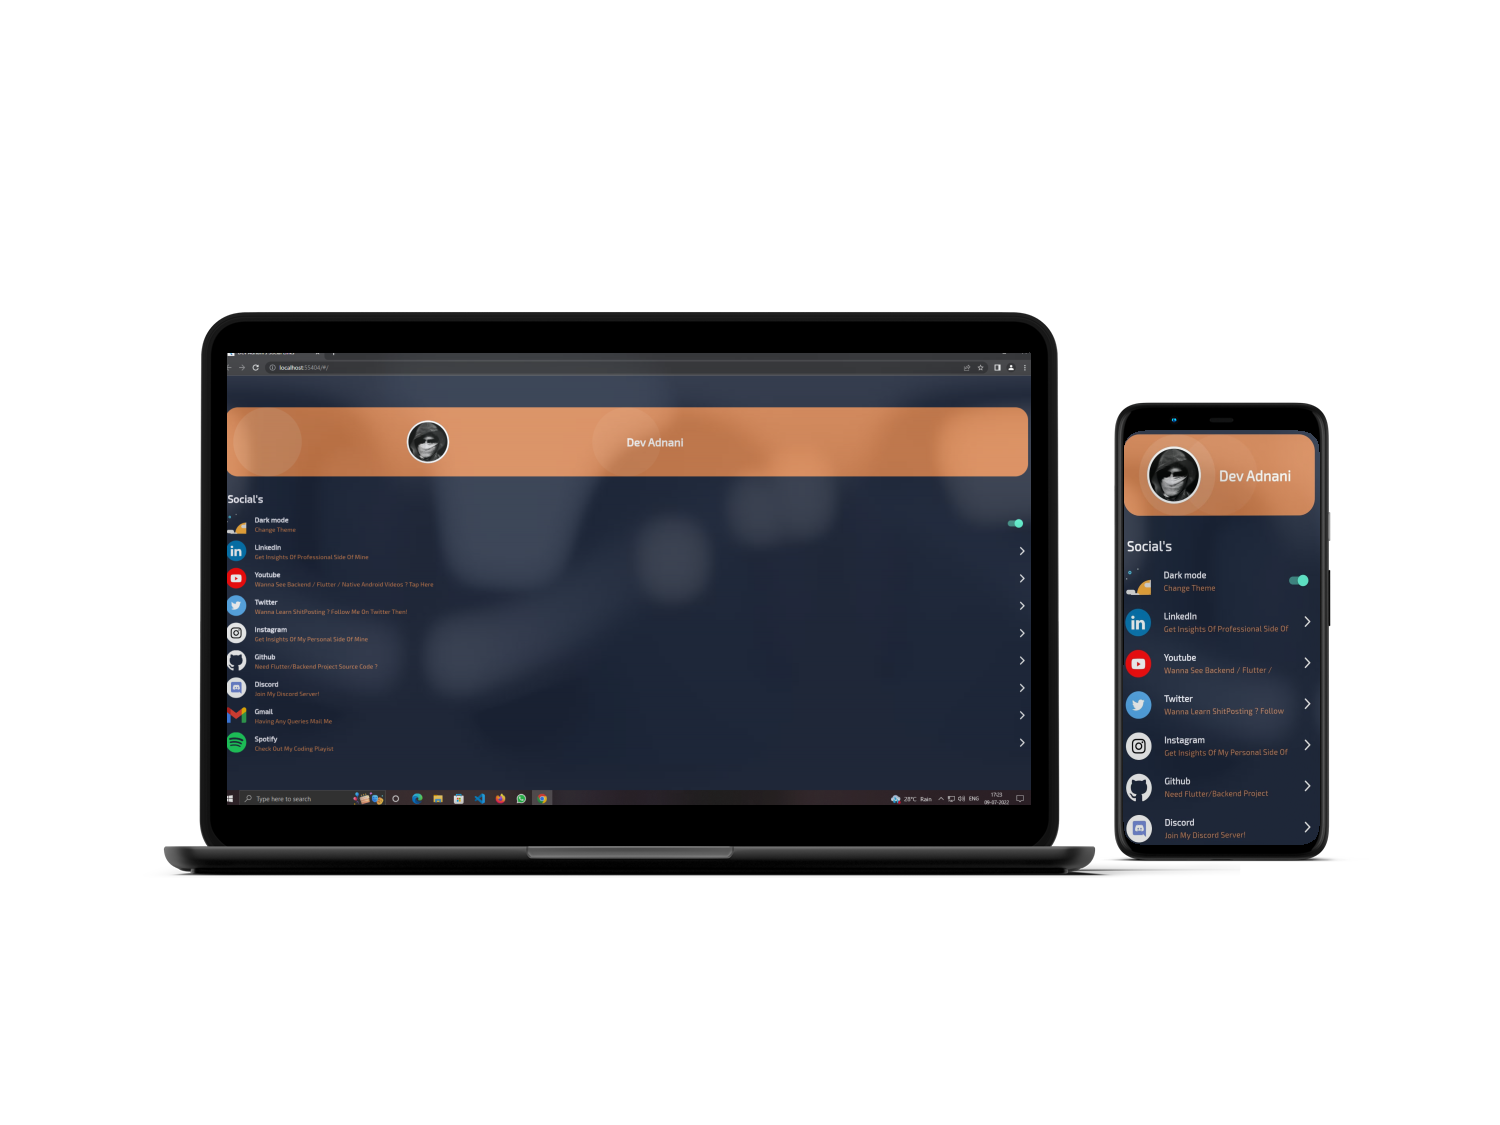 localhost:55404/#/
Dev Adnani
Social's
Dark mode
Change Theme
LinkedIn
Get Insights Of Professional Side Of Mine
Youtube
Wanna See Backend / Flutter / Native Android Videos ? Tap Here
Twitter
Wanna Learn ShitPosting ? Follow Me On Twitter Then!
Instagram
Get Insights Of My Personal Side Of Mine
Github
Need Flutter/Backend Project Source Code ?
Discord
Join My Discord Server!
Gmail
Having Any Queries Mail Me
Spotify
Check Out My Coding Playlist
Type here to search
28°C Rain
ENG
17:23
09-07-2022
Dev Adnani
Social's
Dark mode
Change Theme
LinkedIn
Get Insights Of Professional Side Of
Youtube
Wanna See Backend / Flutter /
Twitter
Wanna Learn ShitPosting ? Follow
Instagram
Get Insights Of My Personal Side Of
Github
Need Flutter/Backend Project
Discord
Join My Discord Server!